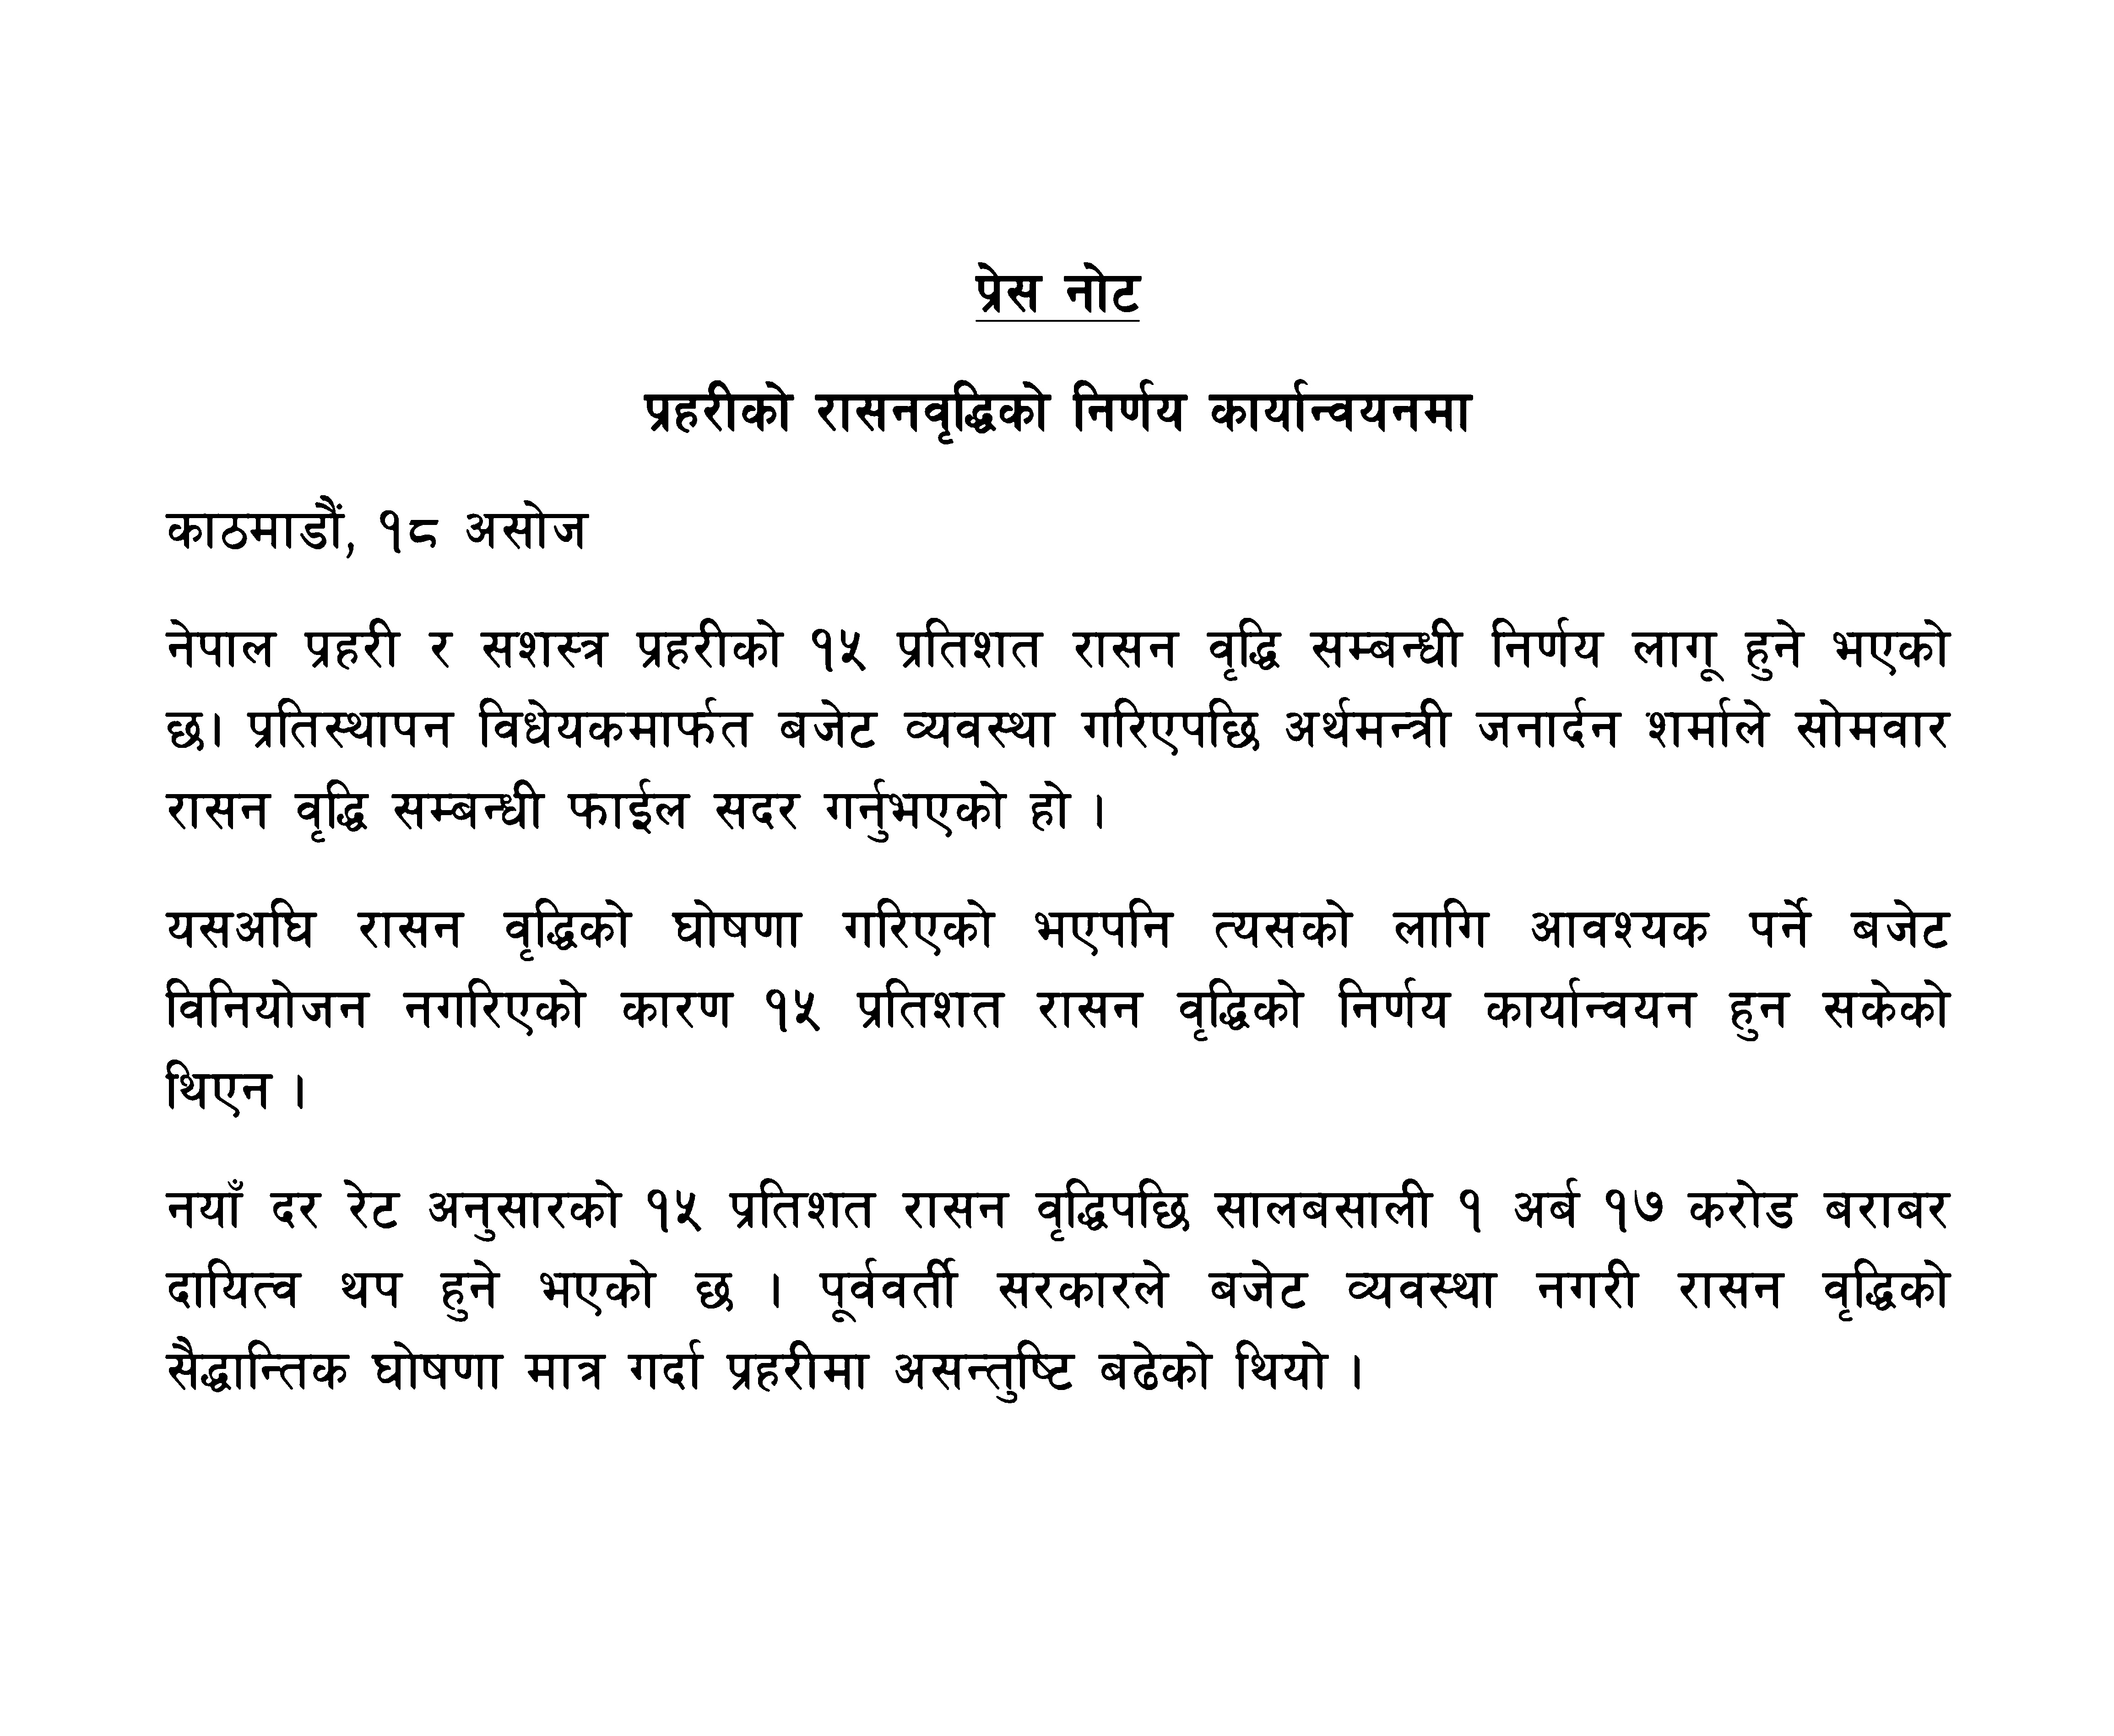 प्रेस नोट
प्रहरीको रासनवृद्धिको निर्णय कार्यान्वयनमा
काठमाडौं, १८ असोज
नेपाल प्रहरी र सशस्त्र प्रहरीको १५ प्रतिशत रासन वृद्धि सम्बन्धी निर्णय लागू हुने भएको
छ। प्रतिस्थापन विधेयकमार्फत बजेट व्यवस्था गरिएपछि अर्थमन्त्री जनार्दन शर्माले सोमवार
रासन वृद्धि सम्बन्धी फाईल सदर गर्नुभएको हो ।
यसअघि रासन वृद्धिको घोषणा गरिएको भएपनि त्यसको लागि आवश्यक पर्ने बजेट
विनियोजन नगरिएको कारण १५ प्रतिशत रासन वृद्धिको निर्णय कार्यान्वयन हुन सकेको
थिएन ।
नयाँ दर रेट अनुसारको १५ प्रतिशत रासन वृद्धिपछि सालबसाली १ अर्ब १७ करोड बराबर
दायित्व थप हुने भएको छ । पूर्ववर्ती सरकारले बजेट व्यवस्था नगरी रासन वृद्धिको
सैद्धान्तिक घोषणा मात्र गर्दा प्रहरीमा असन्तुष्टि बढेको थियो ।